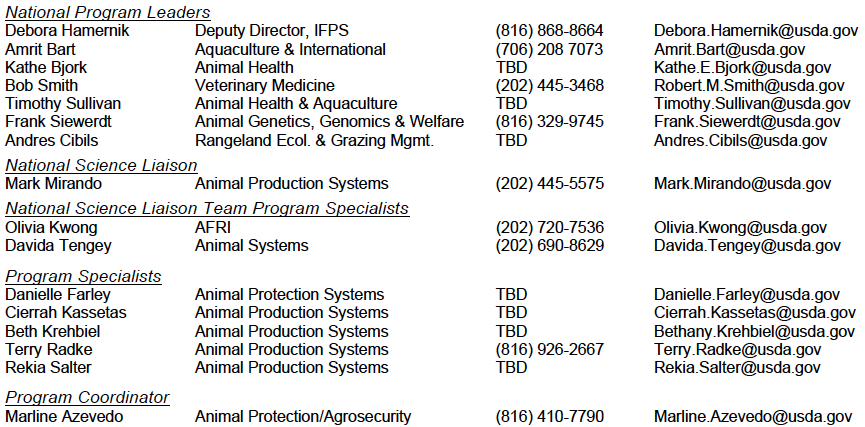 National Program Leaders
Debora Hamernik Deputy Director, IFPS (816) 868-8664 Debora.Hamernik@usda.gov
Amrit Bart Aquaculture & International (706) 208 7073 Amrit.Bart@usda.gov
Kathe Bjork Animal Health TBD Kathe.E.Bjork@usda.gov
Bob Smith Veterinary Medicine (202) 445-3468 Robert.M.Smith@usda.gov
Timothy Sullivan Animal Health & Aquaculture TBD Timothy.Sullivan@usda.gov
Frank Siewerdt Animal Genetics, Genomics & Welfare (816) 329-9745 Frank.Siewerdt@usda.gov
Andres Cibils Rangeland Ecol. & Grazing Mgmt. TBD Andres.Cibils@usda.gov
National Science Liaison
Mark Mirando Animal Production Systems (202) 445-5575 Mark.Mirando@usda.gov
National Science Liaison Team Program Specialists
Olivia Kwong AFRI (202) 720-7536 Olivia.Kwong@usda.gov
Davida Tengey Animal Systems (202) 690-8629 Davida.Tengey@usda.gov
Program Specialists
Danielle Farley Animal Protection Systems TBD Danielle.Farley@usda.gov
Cierrah Kassetas Animal Production Systems TBD Cierrah.Kassetas@usda.gov
Beth Krehbiel Animal Production Systems TBD Bethany.Krehbiel@usda.gov
Terry Radke Animal Production Systems (816) 926-2667 Terry.Radke@usda.gov
Rekia Salter Animal Production Systems TBD Rekia.Salter@usda.gov
Program Coordinator
Marline Azevedo Animal Protection/Agrosecurity (816) 410-7790 Marline.Azevedo@usda.gov